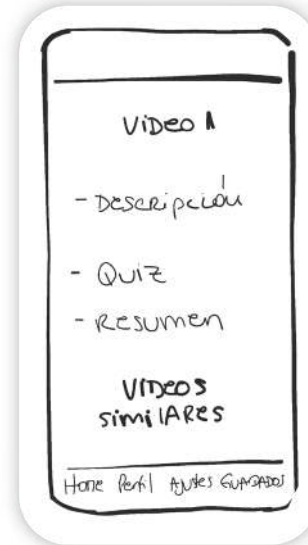 Video 1
- Descripción
- Quiz
- Resumen
Videos
similares
Home Perfil Ajustes Guardados